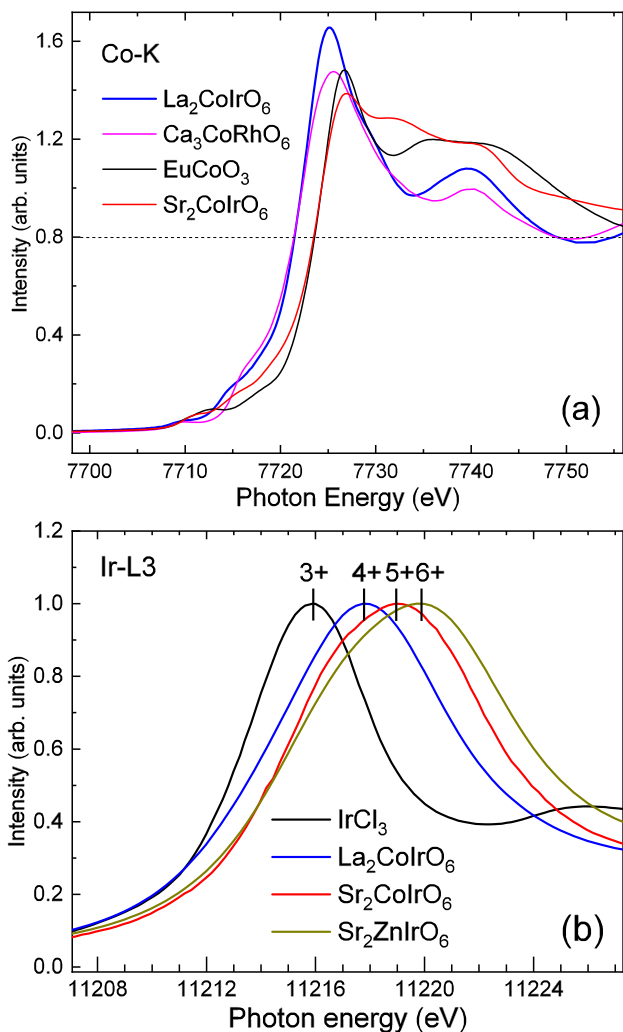 Co-K
La₂CoIrO₆
Ca₃CoRhO₆
EuCoO₃
Sr₂CoIrO₆
Intensity (arb. units)
1.6
1.2
0.8
0.4
0.0
(a)
7700 7710 7720 7730 7740 7750
Photon Energy (eV)
Ir-L3
3+ 4+ 5+ 6+
Intensity (arb. units)
1.2
1.0
0.8
0.6
0.4
0.2
0.0
IrCl₃
La₂CoIrO₆
Sr₂CoIrO₆
Sr₂ZnIrO₆
(b)
11208 11212 11216 11220 11224
Photon energy (eV)